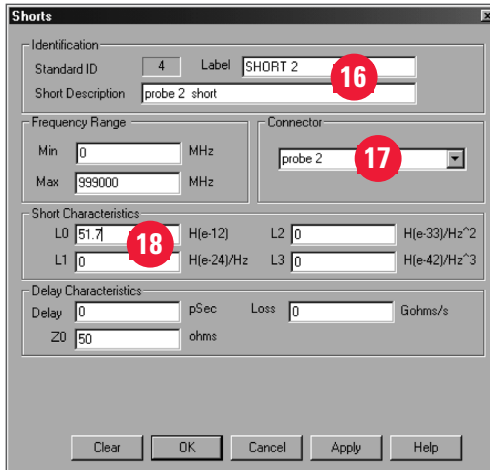 Shorts
Identification
Standard ID 4 Label SHORT 2 16
Short Description probe 2 short
Frequency Range
Min 0 MHz
Max 999000 MHz
Connector
probe 2 17
Short Characteristics
L0 51.7 18 H(e-12) L2 0 H(e-33)/Hz^2
L1 0 H(e-24)/Hz L3 0 H(e-42)/Hz^3
Delay Characteristics
Delay 0 pSec Loss 0 Gohms/s
Z0 50 ohms
Clear OK Cancel Apply Help